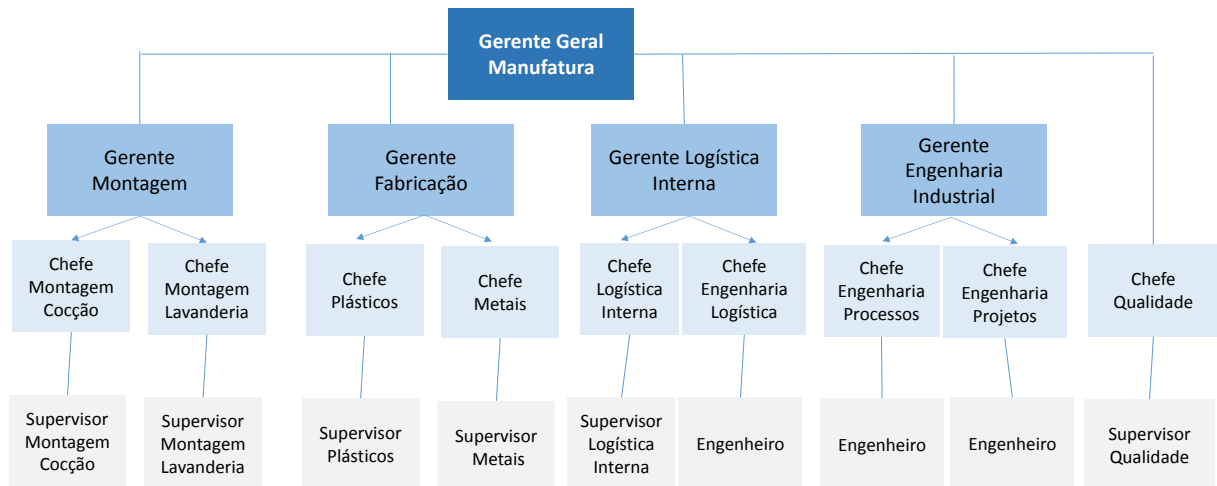 Gerente Geral
Manufatura
Gerente
Montagem
Gerente
Fabricação
Gerente Logística
Interna
Gerente
Engenharia
Industrial
Chefe
Montagem
Cocção
Chefe
Montagem
Lavanderia
Chefe
Plásticos
Chefe
Metais
Chefe
Logística
Interna
Chefe
Engenharia
Logística
Chefe
Engenharia
Processos
Chefe
Engenharia
Projetos
Chefe
Qualidade
Supervisor
Montagem
Cocção
Supervisor
Montagem
Lavanderia
Supervisor
Plásticos
Supervisor
Metais
Supervisor
Logística
Interna
Engenheiro
Engenheiro
Engenheiro
Supervisor
Qualidade